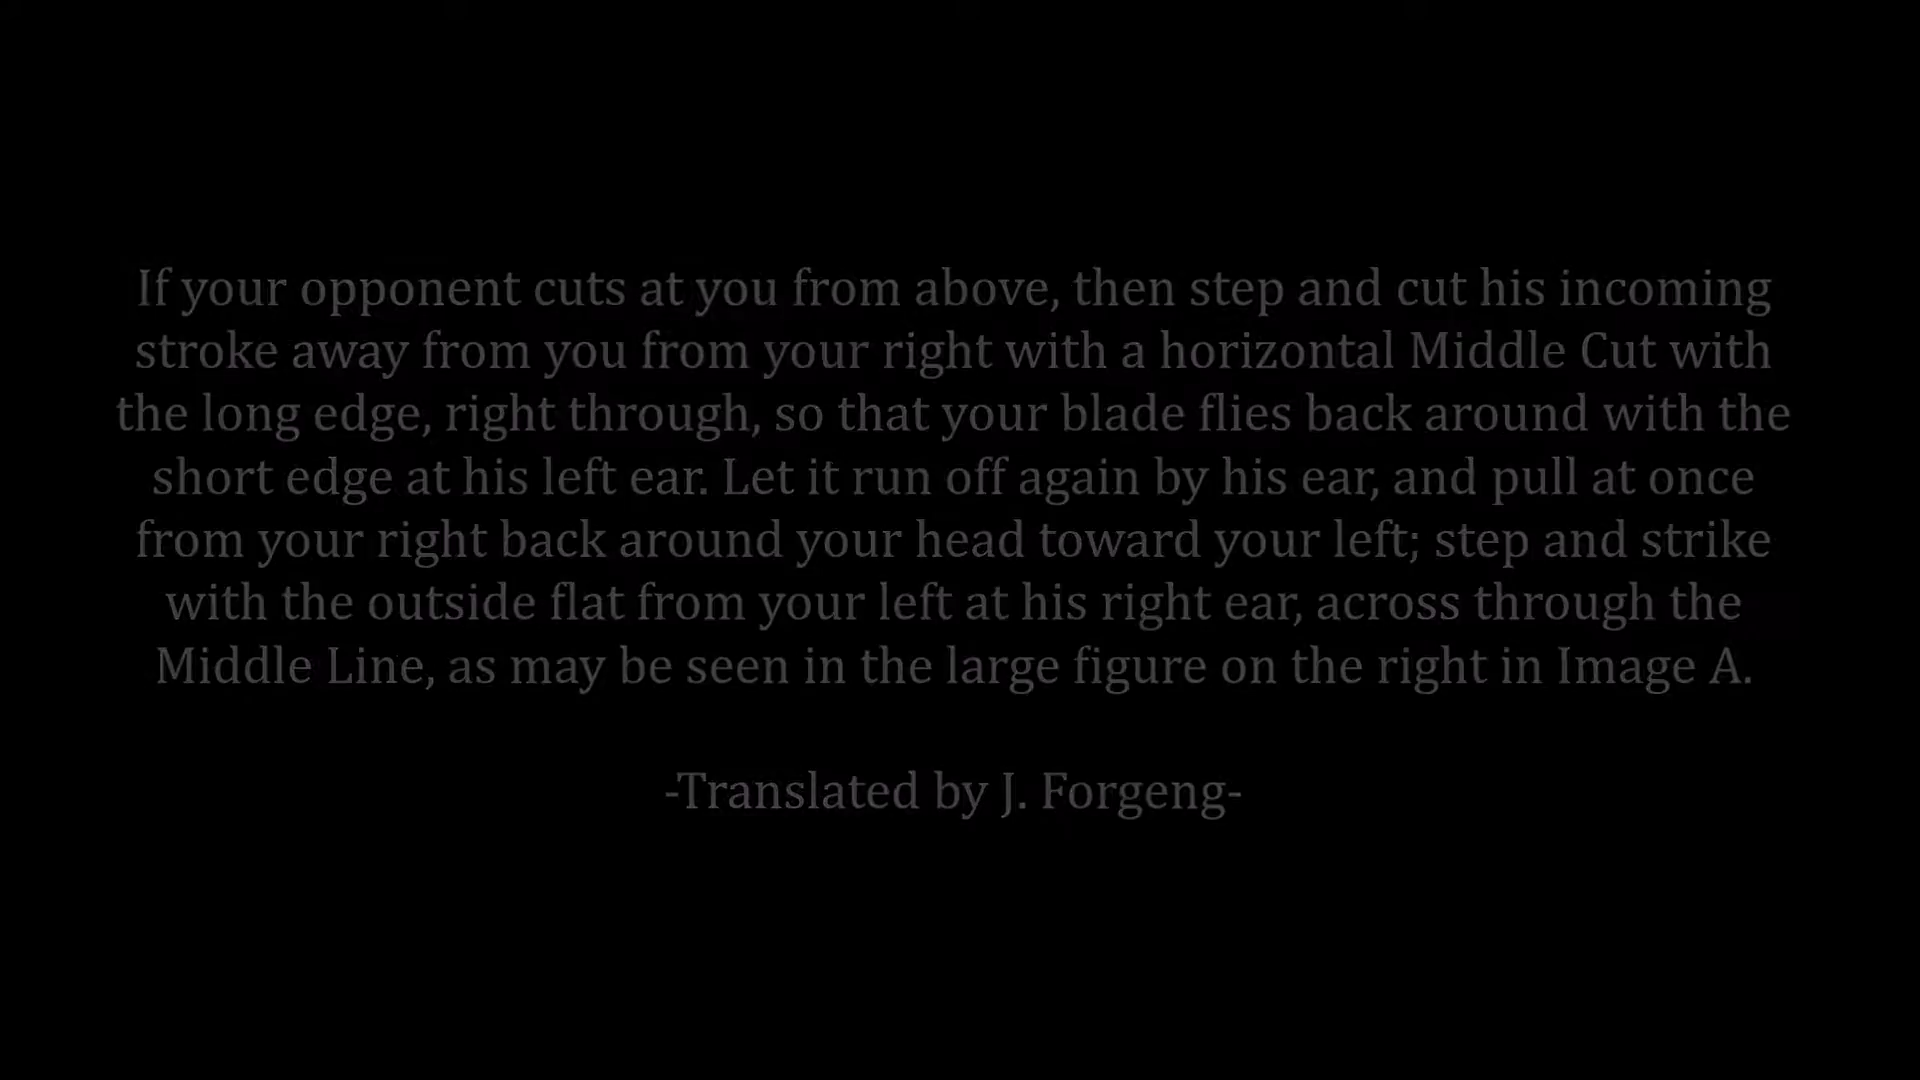 If your opponent cuts at you from above, then step and cut his incoming
stroke away from you from your right with a horizontal Middle Cut with
the long edge, right through, so that your blade flies back around with the
short edge at his left ear. Let it run off again by his ear, and pull at once
from your right back around your head toward your left; step and strike
with the outside flat from your left at his right ear, across through the
Middle Line, as may be seen in the large figure on the right in Image A.
-Translated by J. Forgeng-